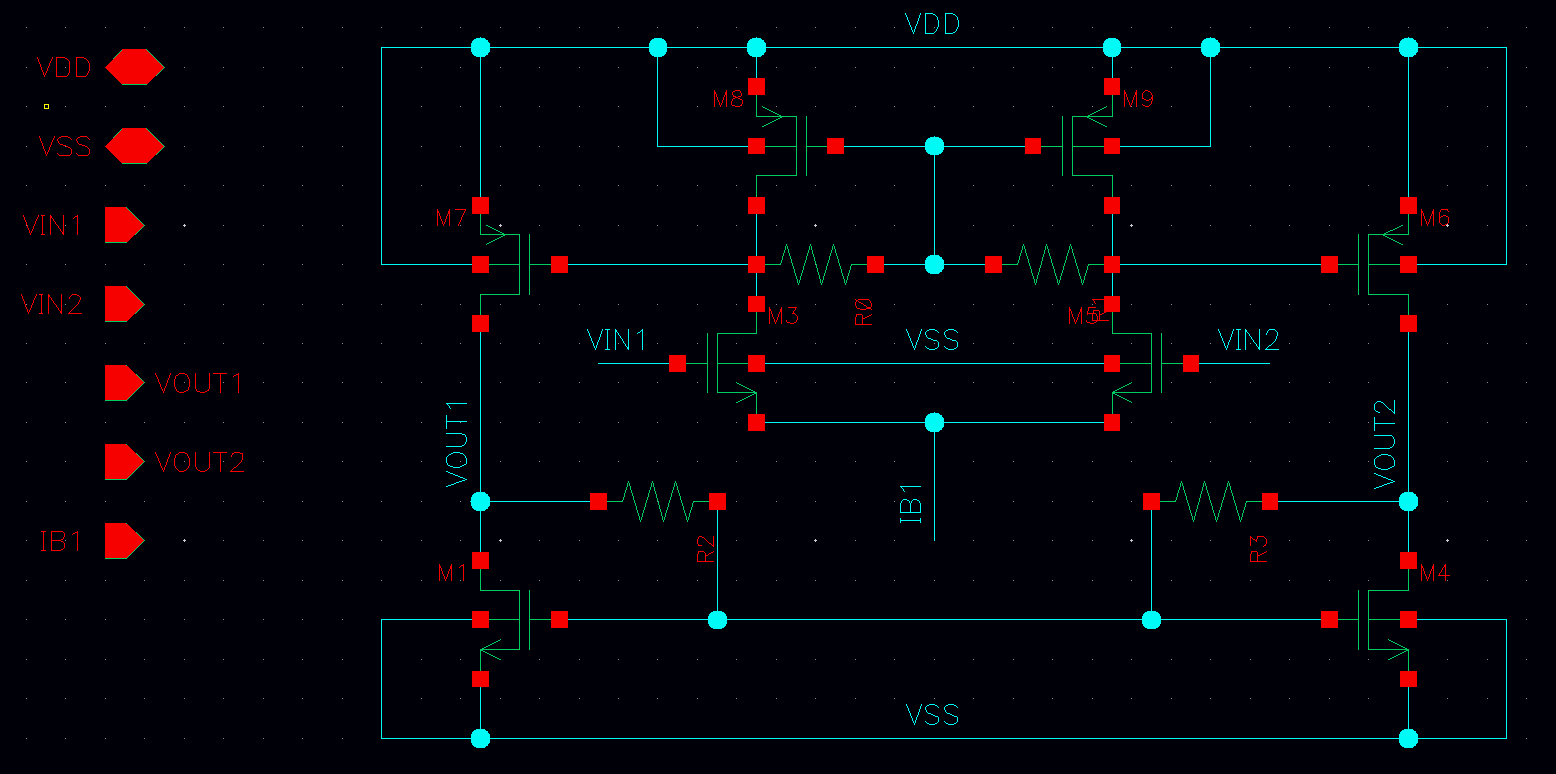 VDD
VDD
M8
M9
VSS
VIN1
M7
M6
VIN2
R0
R1
M3
M5
VIN1
VSS
VIN2
VOUT1
VOUT1
VOUT2
VOUT2
IB1
IB1
R2
R3
M1
M4
VSS